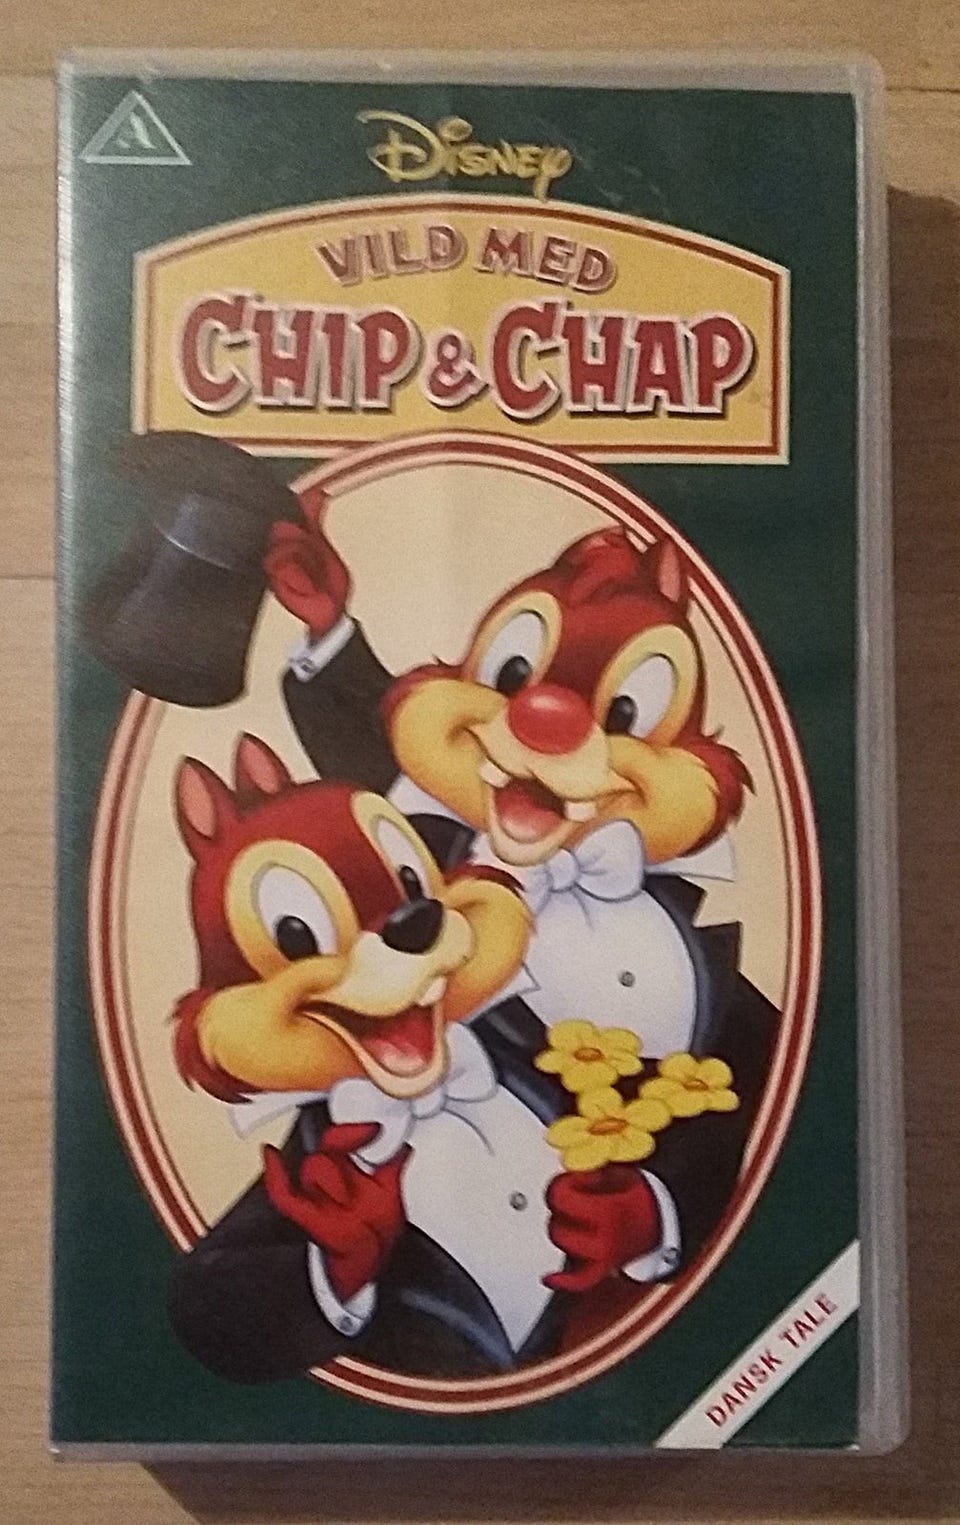 A
Disney
VILD MED
CHIP & CHAP
DANSK TALE